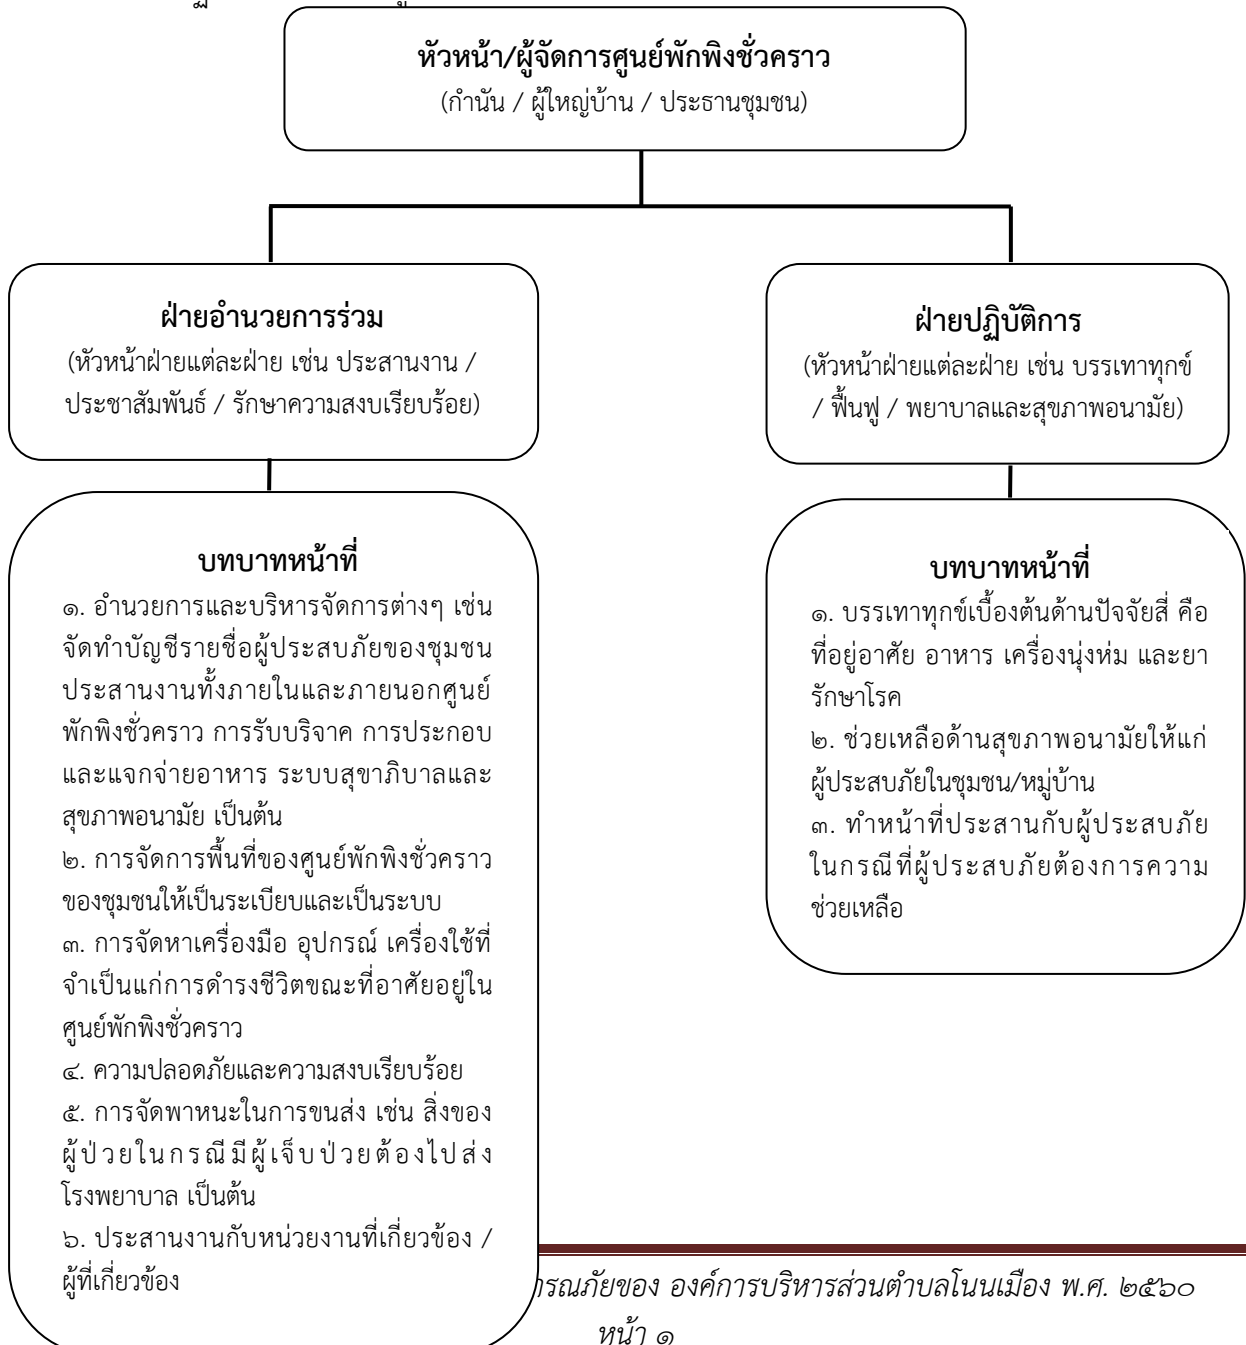 หัวหน้า/ผู้จัดการศูนย์พักพิงชั่วคราว
(กำนัน / ผู้ใหญ่บ้าน / ประธานชุมชน)
ฝ่ายอำนวยการร่วม
(หัวหน้าฝ่ายแต่ละฝ่าย เช่น ประสานงาน /
ประชาสัมพันธ์ / รักษาความสงบเรียบร้อย)
ฝ่ายปฏิบัติการ
(หัวหน้าฝ่ายแต่ละฝ่าย เช่น บรรเทาทุกข์
/ ฟื้นฟู / พยาบาลและสุขภาพอนามัย)
บทบาทหน้าที่
๑. อำนวยการและบริหารจัดการต่างๆ เช่น
จัดทำบัญชีรายชื่อผู้ประสบภัยของชุมชน
ประสานงานทั้งภายในและภายนอกศูนย์
พักพิงชั่วคราว การรับบริจาค การประกอบ
และแจกจ่ายอาหาร ระบบสุขาภิบาลและ
สุขภาพอนามัย เป็นต้น
๒. การจัดการพื้นที่ของศูนย์พักพิงชั่วคราว
ของชุมชนให้เป็นระเบียบและเป็นระบบ
๓. การจัดหาเครื่องมือ อุปกรณ์ เครื่องใช้ที่
จำเป็นแก่การดำรงชีวิตขณะที่อาศัยอยู่ใน
ศูนย์พักพิงชั่วคราว
๔. ความปลอดภัยและความสงบเรียบร้อย
๕. การจัดพาหนะในการขนส่ง เช่น สิ่งของ
ผู้ป่วยในกรณีมีผู้เจ็บป่วยต้องไปส่ง
โรงพยาบาล เป็นต้น
๖. ประสานงานกับหน่วยงานที่เกี่ยวข้อง /
ผู้ที่เกี่ยวข้อง
บทบาทหน้าที่
๑. บรรเทาทุกข์เบื้องต้นด้านปัจจัยสี่ คือ
ที่อยู่อาศัย อาหาร เครื่องนุ่งห่ม และยา
รักษาโรค
๒. ช่วยเหลือด้านสุขภาพอนามัยให้แก่
ผู้ประสบภัยในชุมชน/หมู่บ้าน
๓. ทำหน้าที่ประสานกับผู้ประสบภัย
ในกรณีที่ผู้ประสบภัยต้องการความ
ช่วยเหลือ
รณภัยของ องค์การบริหารส่วนตำบลโนนเมือง พ.ศ. ๒๕๖๐
หน้า ๑